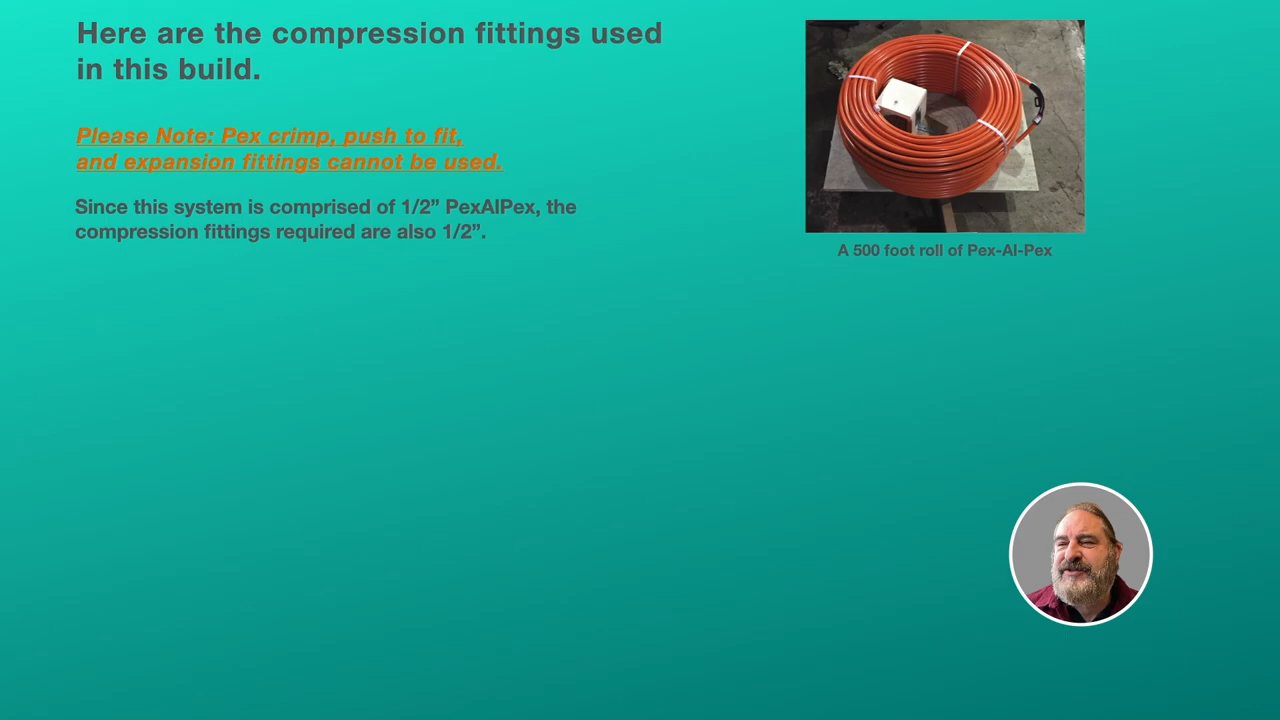 Here are the compression fittings used
in this build.
Please Note: Pex crimp, push to fit,
and expansion fittings cannot be used.
Since this system is comprised of 1/2” PexAlPex, the
compression fittings required are also 1/2”.
A 500 foot roll of Pex-Al-Pex